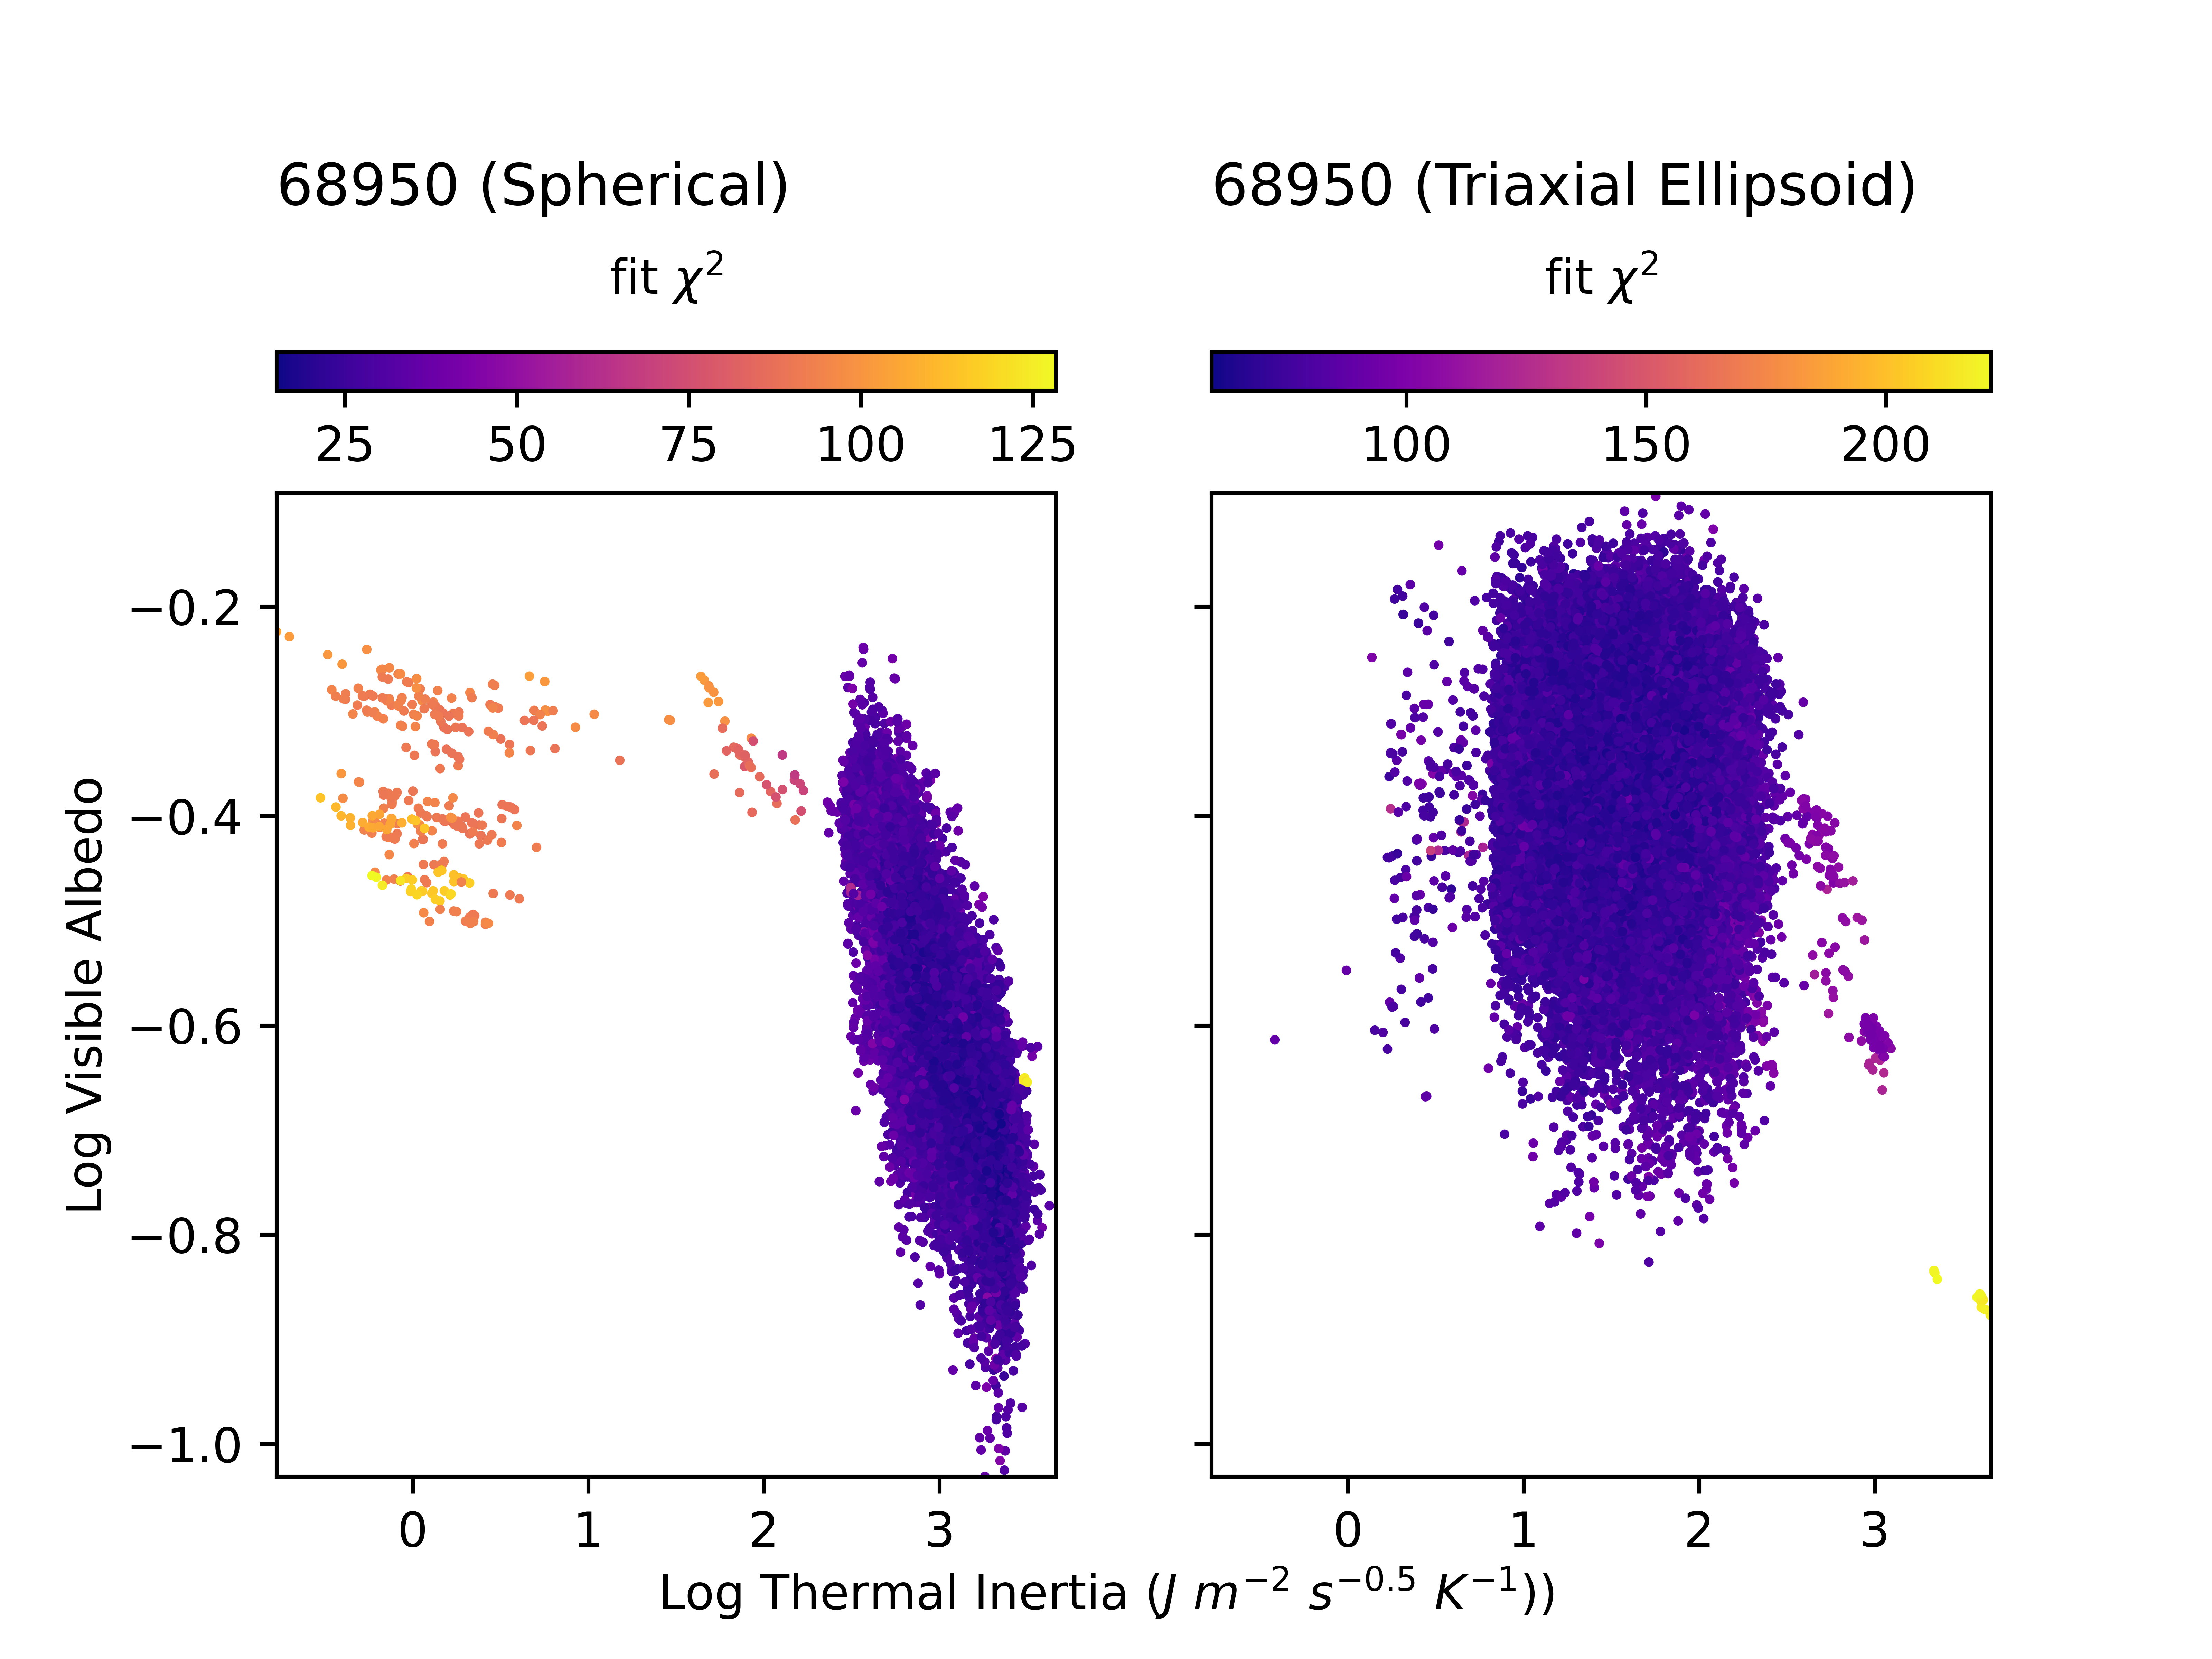 68950 (Spherical)
68950 (Triaxial Ellipsoid)
fit χ²
fit χ²
25 50 75 100 125
100 150 200
Log Visible Albedo
−0.2
−0.4
−0.6
−0.8
−1.0
0 1 2 3
0 1 2 3
Log Thermal Inertia (J m⁻² s⁻⁰·⁵ K⁻¹))